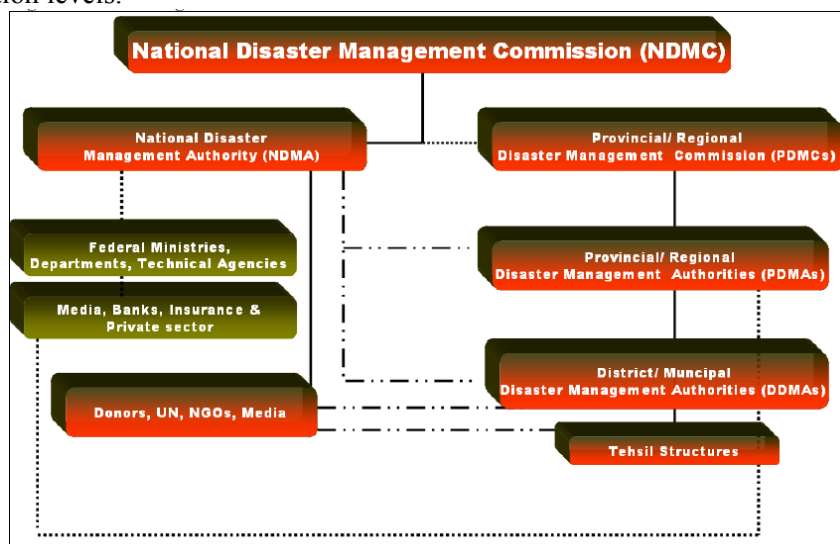 tion levels.
National Disaster Management Commission (NDMC)
National Disaster
Management Authority (NDMA)
Provincial/ Regional
Disaster Management Commission (PDMCs)
Federal Ministries,
Departments, Technical Agencies
Provincial/ Regional
Disaster Management Authorities (PDMAs)
Media, Banks, Insurance &
Private sector
District/ Muncipal
Disaster Management Authorities (DDMAs)
Donors, UN, NGOs, Media
Tehsil Structures